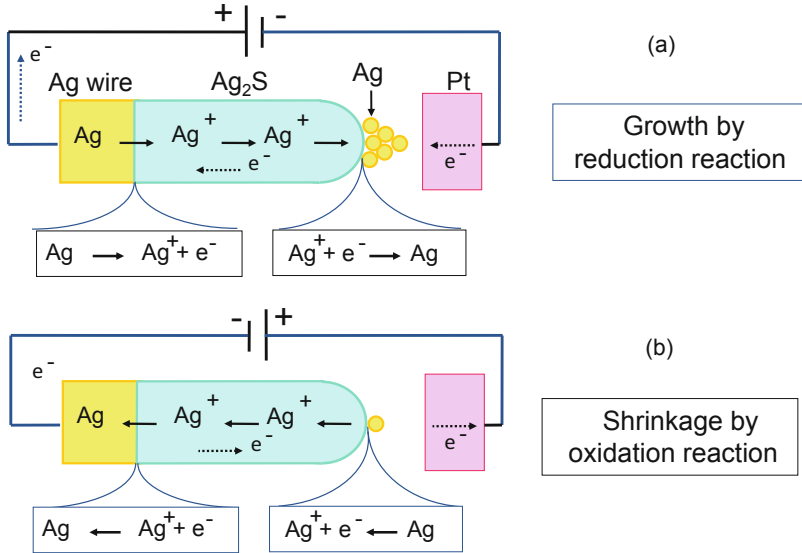 + -
(a)
e⁻
Ag wire Ag₂S Ag Pt
Ag Ag⁺ Ag⁺
e⁻ e⁻
Growth by
reduction reaction
Ag → Ag⁺+ e⁻
Ag⁺+ e⁻ → Ag
- +
(b)
e⁻
Ag Ag⁺ Ag⁺
e⁻ e⁻
Shrinkage by
oxidation reaction
Ag ← Ag⁺+ e⁻
Ag⁺+ e⁻ ← Ag